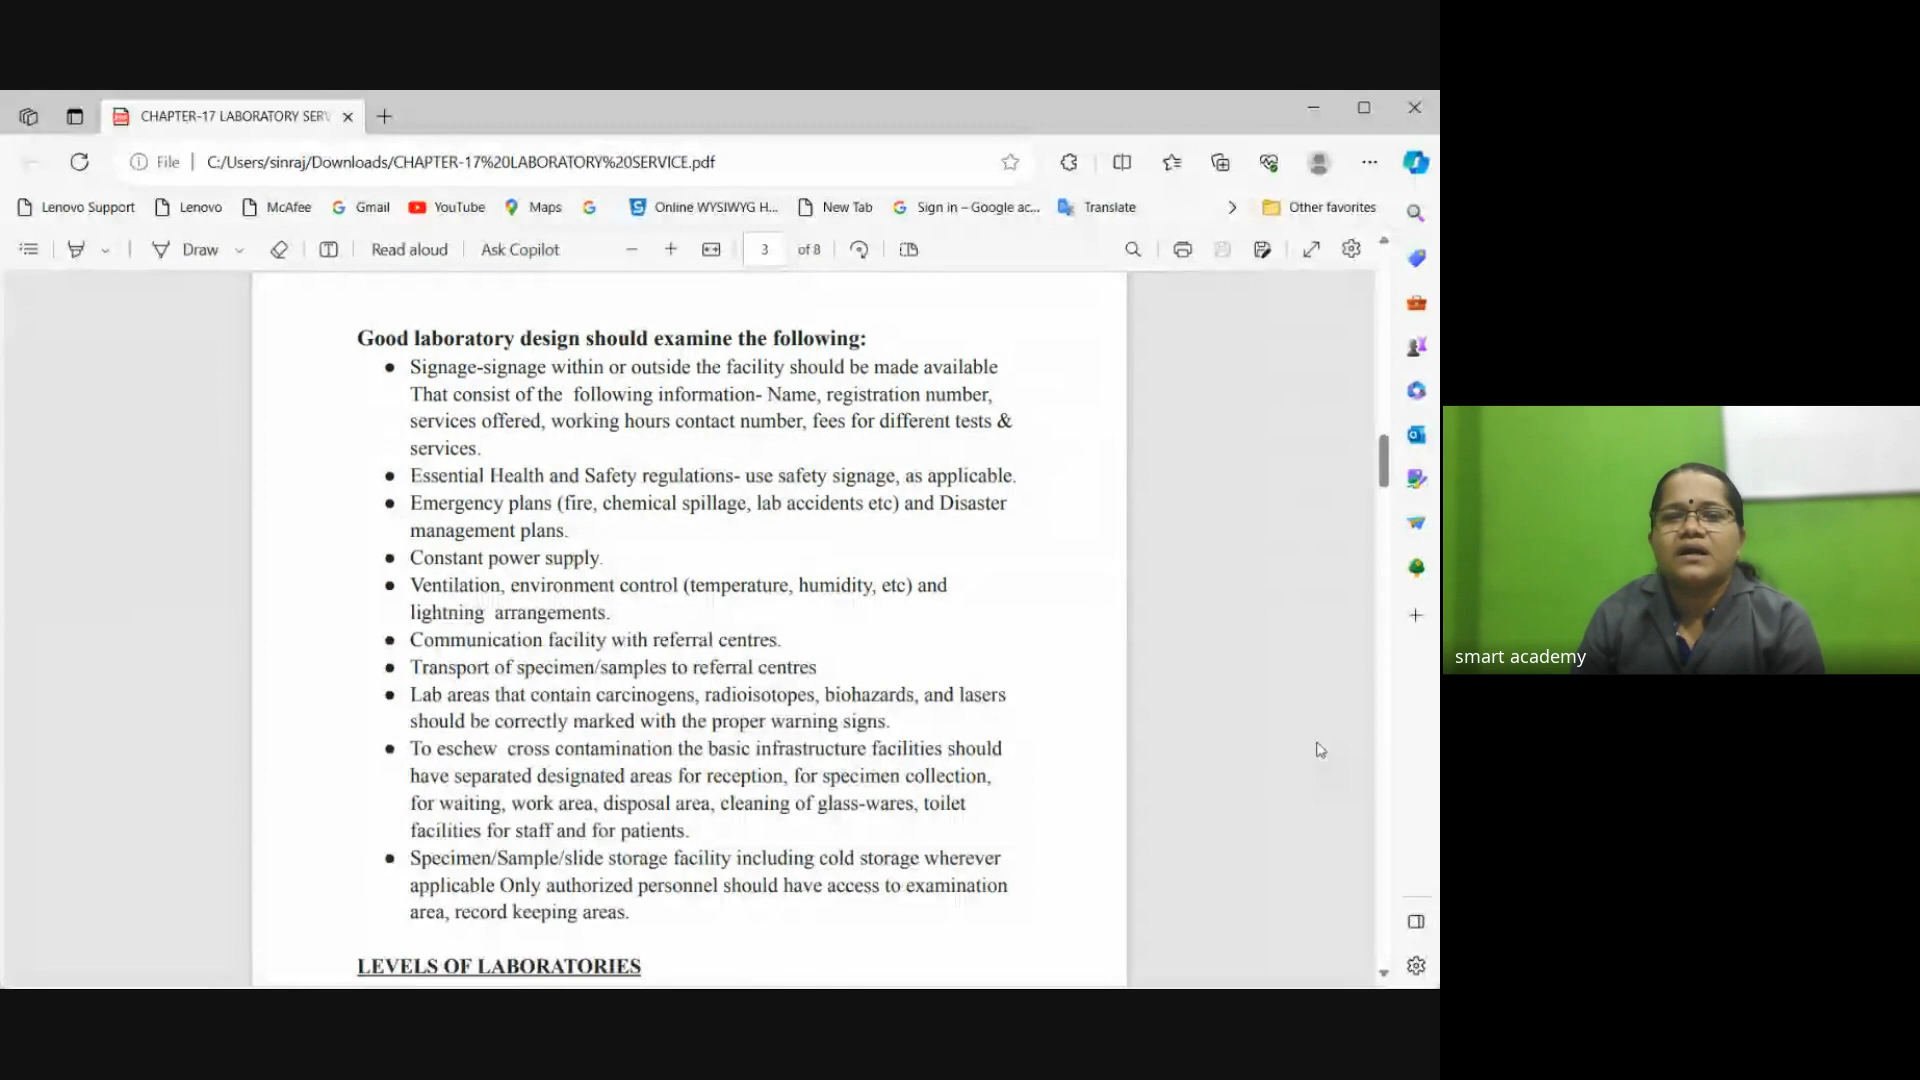 CHAPTER-17 LABORATORY SERV
File
C:/Users/sinraj/Downloads/CHAPTER-17%20LABORATORY%20SERVICE.pdf
Lenovo Support
Lenovo
McAfee
Gmail
YouTube
Maps
Online WYSIWYG H...
New Tab
Sign in – Google ac...
Translate
Other favorites
Draw
Read aloud
Ask Copilot
3 of 8
Good laboratory design should examine the following:
● Signage-signage within or outside the facility should be made available
That consist of the following information- Name, registration number,
services offered, working hours contact number, fees for different tests &
services.
● Essential Health and Safety regulations- use safety signage, as applicable.
● Emergency plans (fire, chemical spillage, lab accidents etc) and Disaster
management plans.
● Constant power supply.
● Ventilation, environment control (temperature, humidity, etc) and
lightning arrangements.
● Communication facility with referral centres.
● Transport of specimen/samples to referral centres
● Lab areas that contain carcinogens, radioisotopes, biohazards, and lasers
should be correctly marked with the proper warning signs.
● To eschew cross contamination the basic infrastructure facilities should
have separated designated areas for reception, for specimen collection,
for waiting, work area, disposal area, cleaning of glass-wares, toilet
facilities for staff and for patients.
● Specimen/Sample/slide storage facility including cold storage wherever
applicable Only authorized personnel should have access to examination
area, record keeping areas.
LEVELS OF LABORATORIES
smart academy